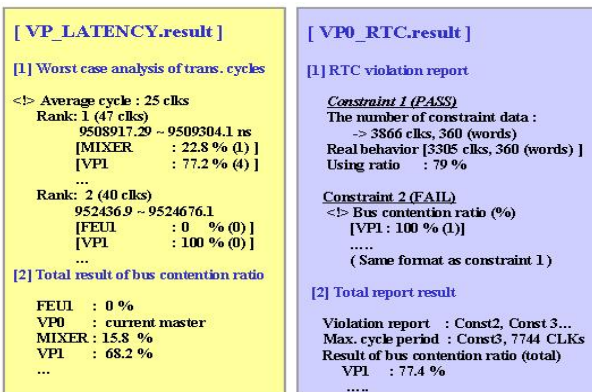 [ VP_LATENCY.result ]
[1] Worst case analysis of trans. cycles
<!> Average cycle : 25 clks
Rank: 1 (47 clks)
9508917.29 ~ 9509304.1 ns
[MIXER : 22.8 % (1) ]
[VP1 : 77.2 % (4) ]
...
Rank: 2 (40 clks)
952436.9 ~ 9524676.1
[FEU1 : 0 % (0) ]
[VP1 : 100 % (0) ]
...
[2] Total result of bus contention ratio
FEU1 : 0 %
VP0 : current master
MIXER : 15.8 %
VP1 : 68.2 %
...
[ VP0_RTC.result ]
[1] RTC violation report
Constraint 1 (PASS)
The number of constraint data :
-> 3866 clks, 360 (words)
Real behavior [3305 clks, 360 (words) ]
Using ratio : 79 %
Constraint 2 (FAIL)
<!> Bus contention ratio (%)
[VP1 : 100 % (1)]
.....
( Same format as constraint 1 )
[2] Total report result
Violation report : Const2, Const 3...
Max. cycle period : Const3, 7744 CLKs
Result of bus contention ratio (total)
VP1 : 77.4 %
.....